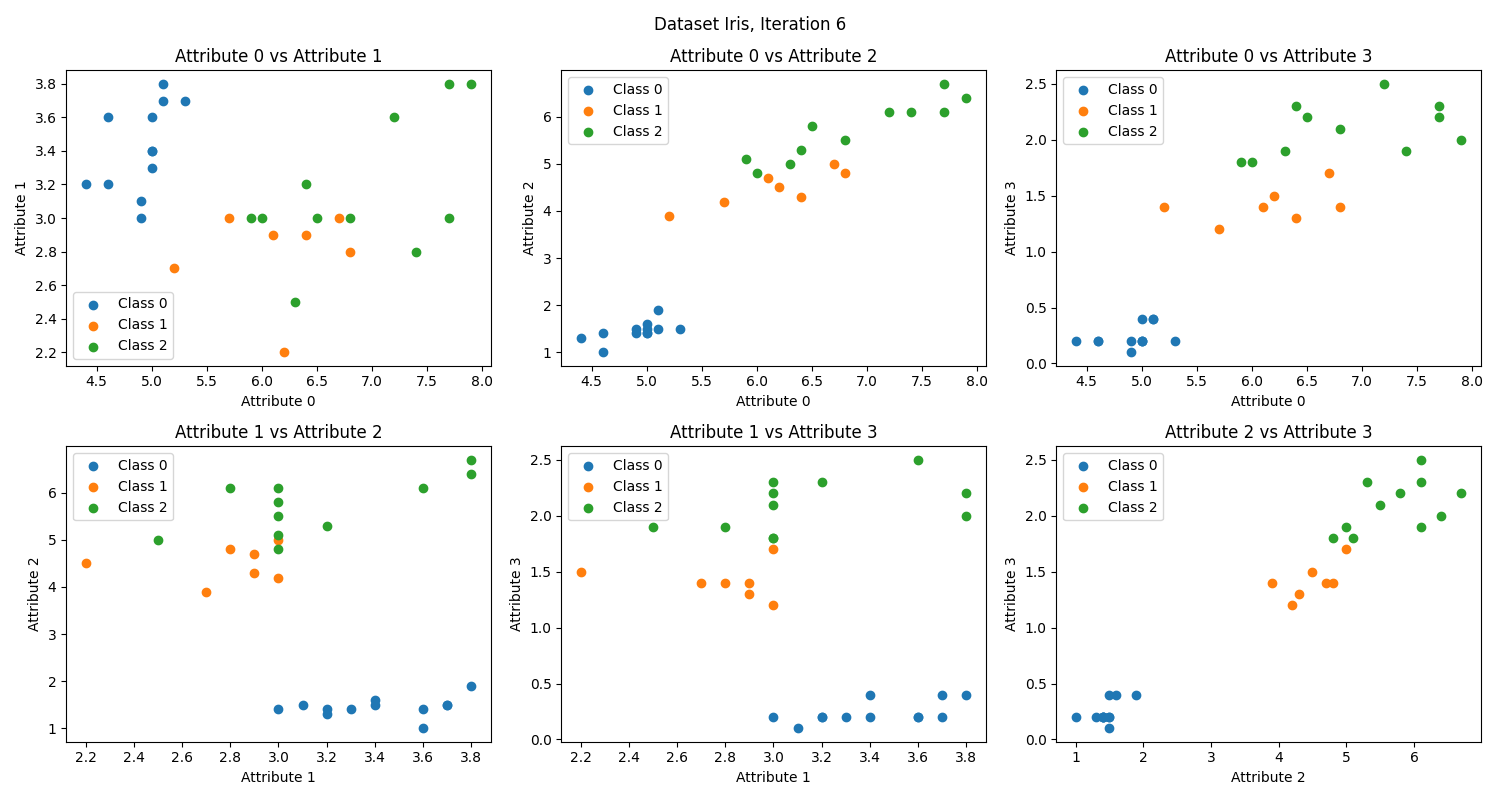 Dataset Iris, Iteration 6
Attribute 0 vs Attribute 1
Attribute 1
3.8
3.6
3.4
3.2
3.0
2.8
2.6
2.4
2.2
Class 0
Class 1
Class 2
4.5 5.0 5.5 6.0 6.5 7.0 7.5 8.0
Attribute 0
Attribute 0 vs Attribute 2
Attribute 2
6
5
4
3
2
1
Class 0
Class 1
Class 2
4.5 5.0 5.5 6.0 6.5 7.0 7.5 8.0
Attribute 0
Attribute 0 vs Attribute 3
Attribute 3
2.5
2.0
1.5
1.0
0.5
0.0
Class 0
Class 1
Class 2
4.5 5.0 5.5 6.0 6.5 7.0 7.5 8.0
Attribute 0
Attribute 1 vs Attribute 2
Attribute 2
6
5
4
3
2
1
Class 0
Class 1
Class 2
2.2 2.4 2.6 2.8 3.0 3.2 3.4 3.6 3.8
Attribute 1
Attribute 1 vs Attribute 3
Attribute 3
2.5
2.0
1.5
1.0
0.5
0.0
Class 0
Class 1
Class 2
2.2 2.4 2.6 2.8 3.0 3.2 3.4 3.6 3.8
Attribute 1
Attribute 2 vs Attribute 3
Attribute 3
2.5
2.0
1.5
1.0
0.5
0.0
Class 0
Class 1
Class 2
1 2 3 4 5 6
Attribute 2